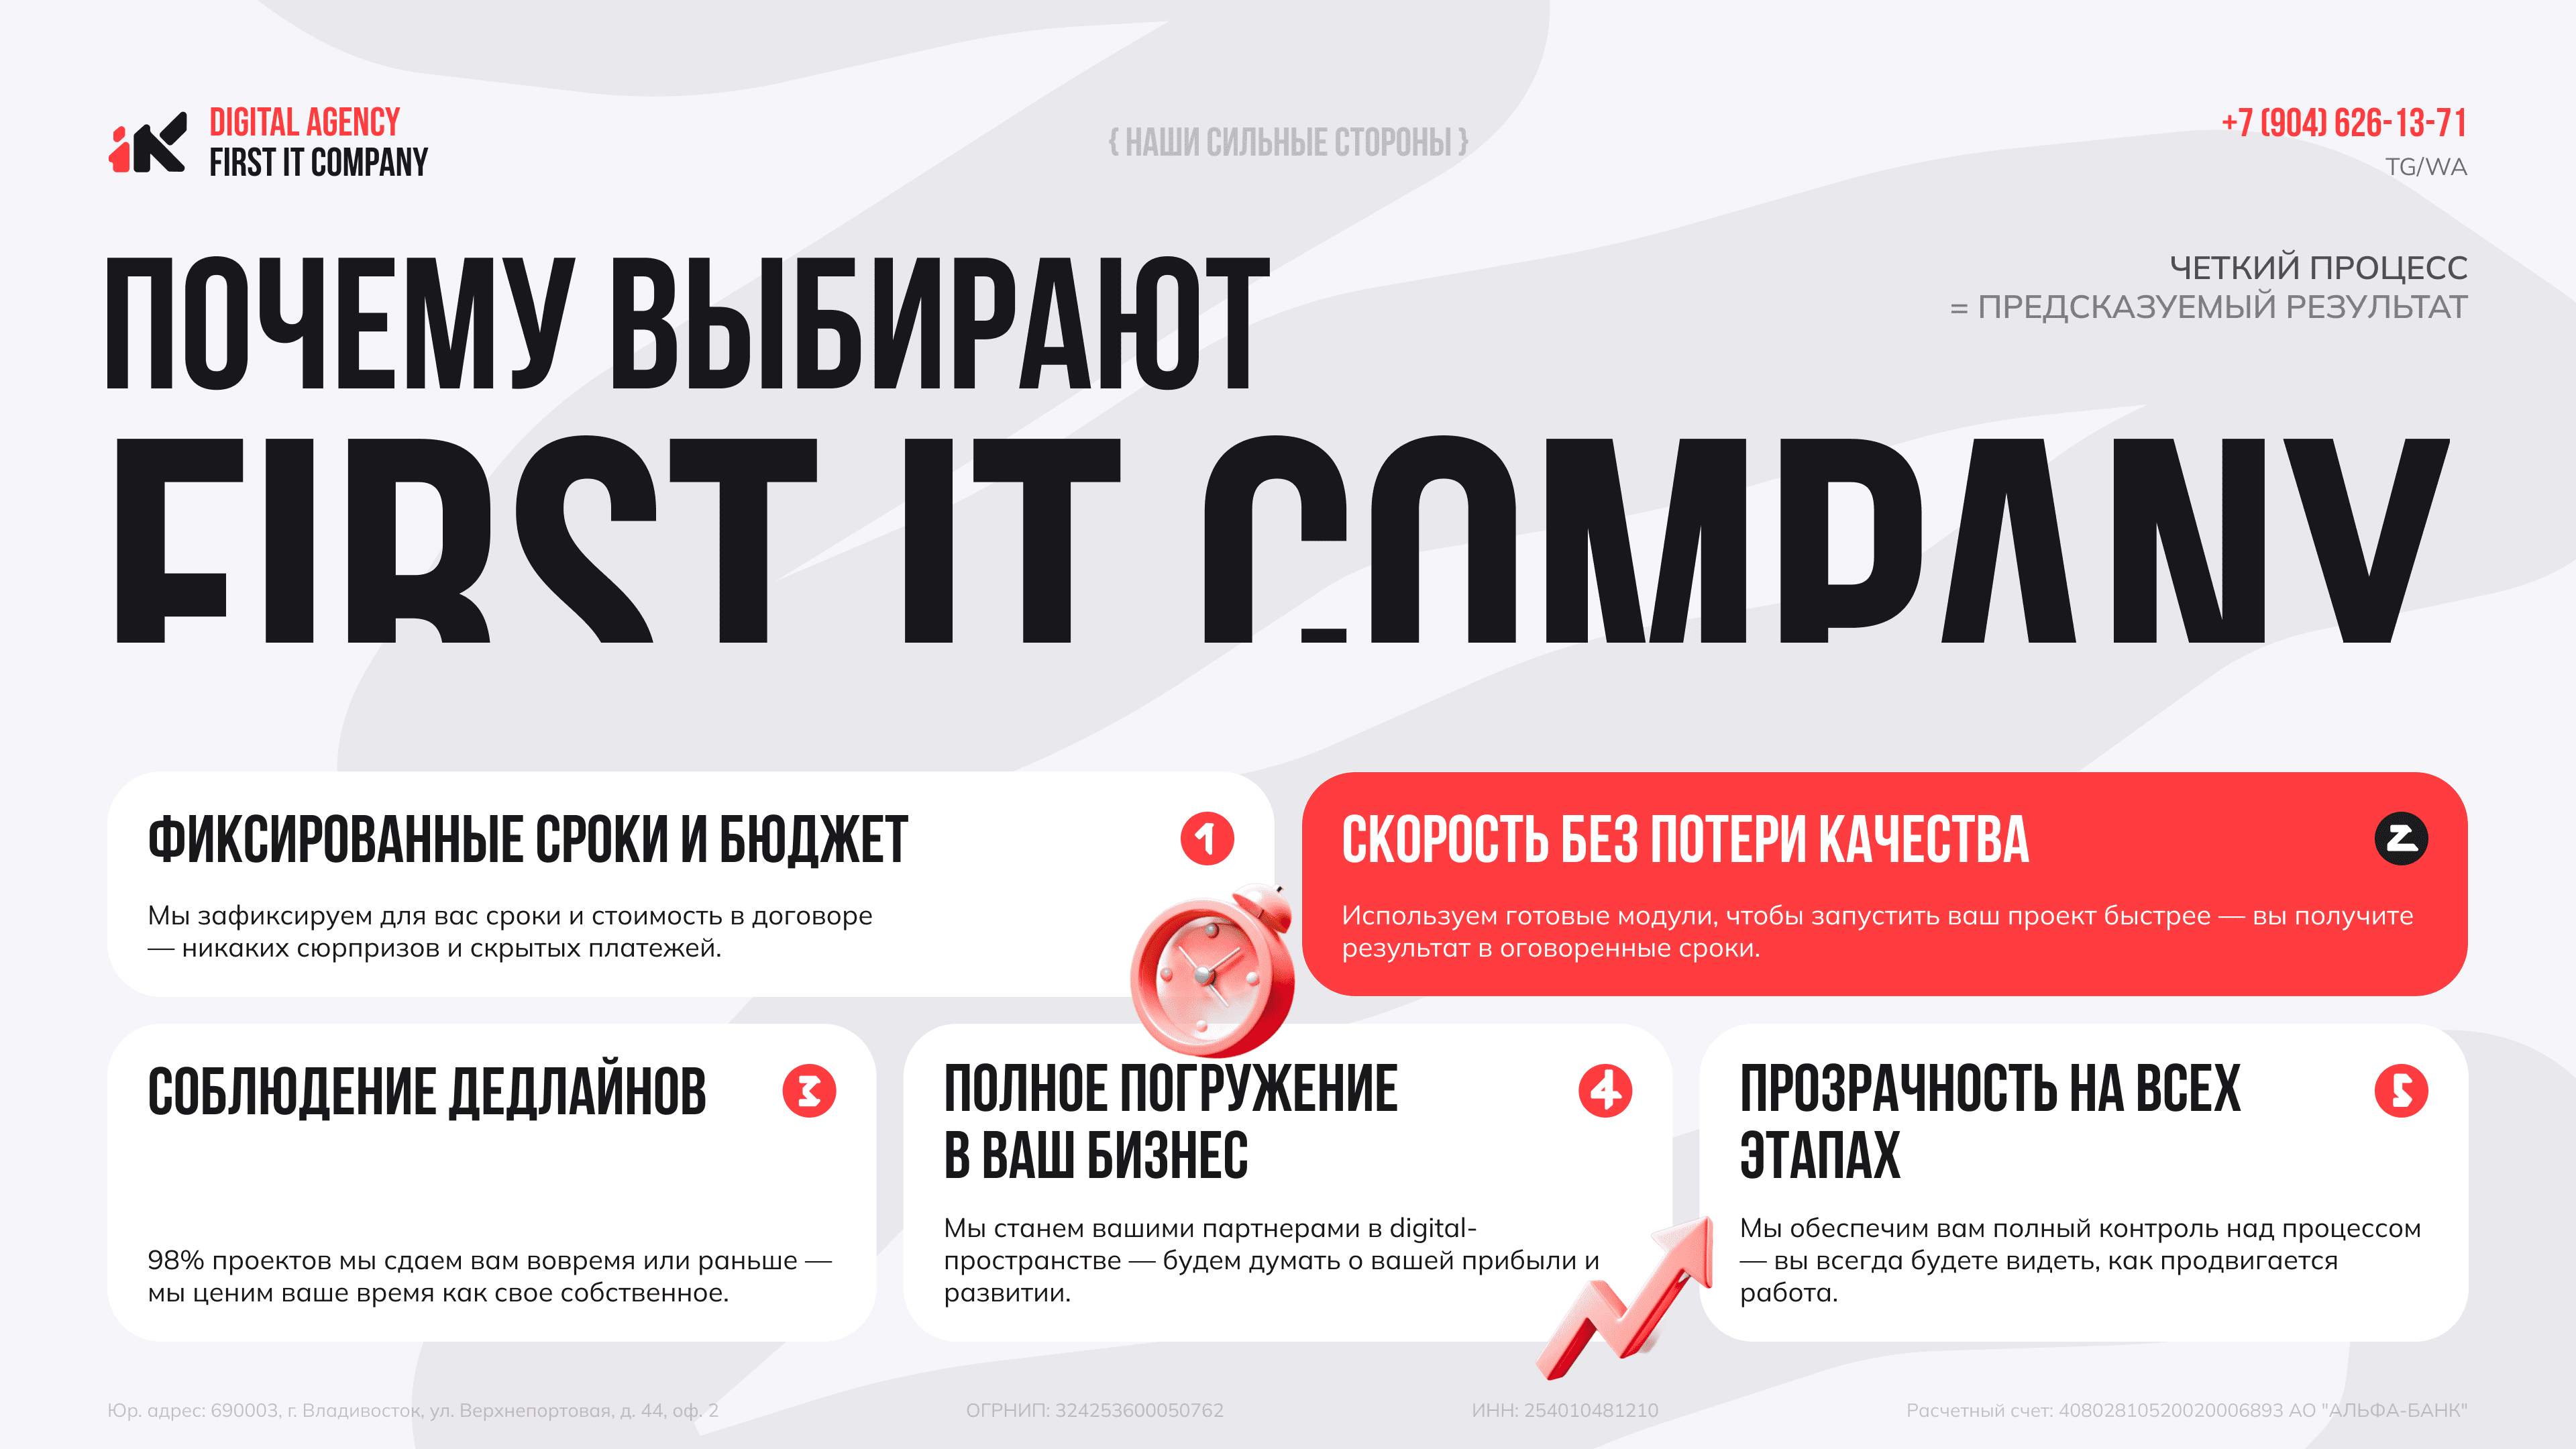 DIGITAL AGENCY
FIRST IT COMPANY
{ НАШИ СИЛЬНЫЕ СТОРОНЫ }
+7 (904) 626-13-71
TG/WA
ПОЧЕМУ ВЫБИРАЮТ
ЧЕТКИЙ ПРОЦЕСС
= ПРЕДСКАЗУЕМЫЙ РЕЗУЛЬТАТ
FIRST IT COMPANY
ФИКСИРОВАННЫЕ СРОКИ И БЮДЖЕТ
1
Мы зафиксируем для вас сроки и стоимость в договоре
— никаких сюрпризов и скрытых платежей.
СКОРОСТЬ БЕЗ ПОТЕРИ КАЧЕСТВА
2
Используем готовые модули, чтобы запустить ваш проект быстрее — вы получите
результат в оговоренные сроки.
СОБЛЮДЕНИЕ ДЕДЛАЙНОВ
3
98% проектов мы сдаем вам вовремя или раньше —
мы ценим ваше время как свое собственное.
ПОЛНОЕ ПОГРУЖЕНИЕ
В ВАШ БИЗНЕС
4
Мы станем вашими партнерами в digital-
пространстве — будем думать о вашей прибыли и
развитии.
ПРОЗРАЧНОСТЬ НА ВСЕХ
ЭТАПАХ
5
Мы обеспечим вам полный контроль над процессом
— вы всегда будете видеть, как продвигается
работа.
Юр. адрес: 690003, г. Владивосток, ул. Верхнепортовая, д. 44, оф. 2
ОГРНИП: 324253600050762
ИНН: 254010481210
Расчетный счет: 40802810520020006893 АО "АЛЬФА-БАНК"